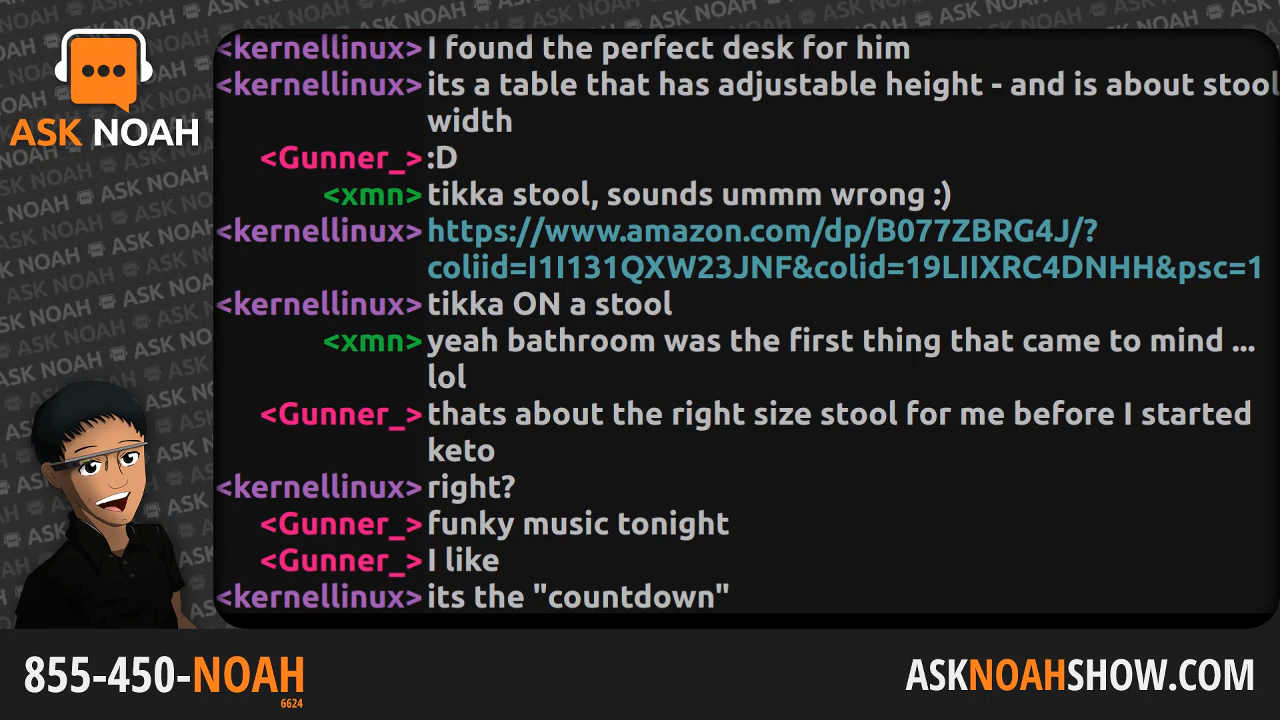 ASK NOAH
<kernellinux> I found the perfect desk for him
<kernellinux> its a table that has adjustable height - and is about stool
width
<Gunner_> :D
<xmn> tikka stool, sounds ummm wrong :)
<kernellinux> https://www.amazon.com/dp/B077ZBRG4J/?
coliid=I1I131QXW23JNF&colid=19LIIXRC4DNHH&psc=1
<kernellinux> tikka ON a stool
<xmn> yeah bathroom was the first thing that came to mind ...
lol
<Gunner_> thats about the right size stool for me before I started
keto
<kernellinux> right?
<Gunner_> funky music tonight
<Gunner_> I like
<kernellinux> its the "countdown"
855-450-NOAH
6624
ASKNOAHSHOW.COM